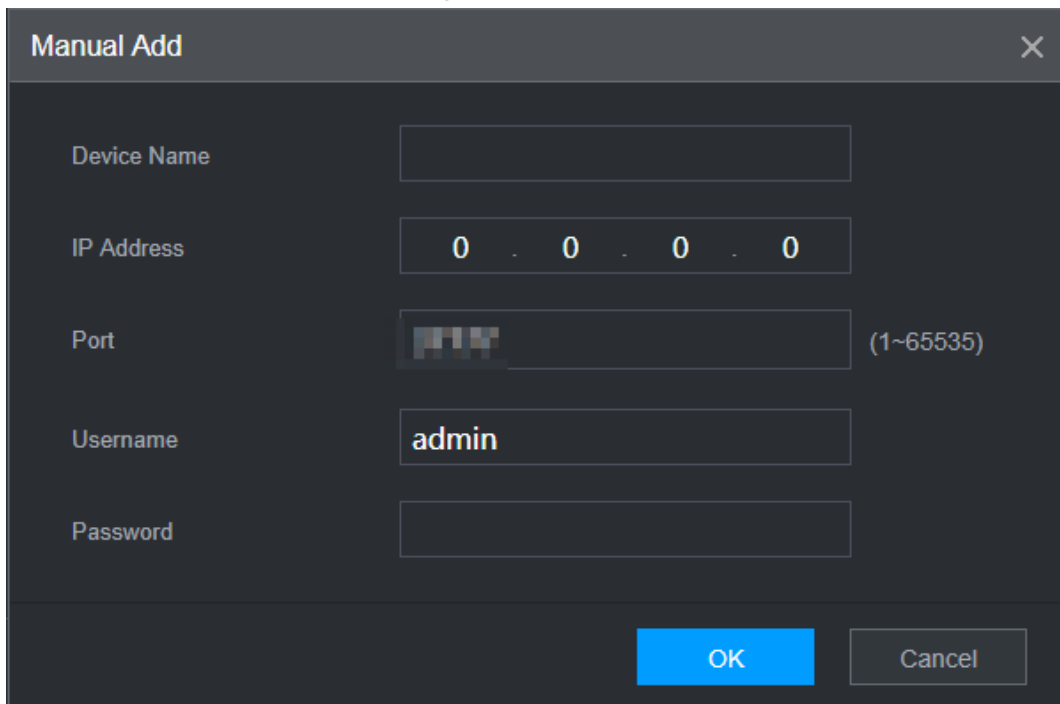 Manual Add
Device Name
IP Address 0 . 0 . 0 . 0
Port (1~65535)
Username admin
Password
OK Cancel